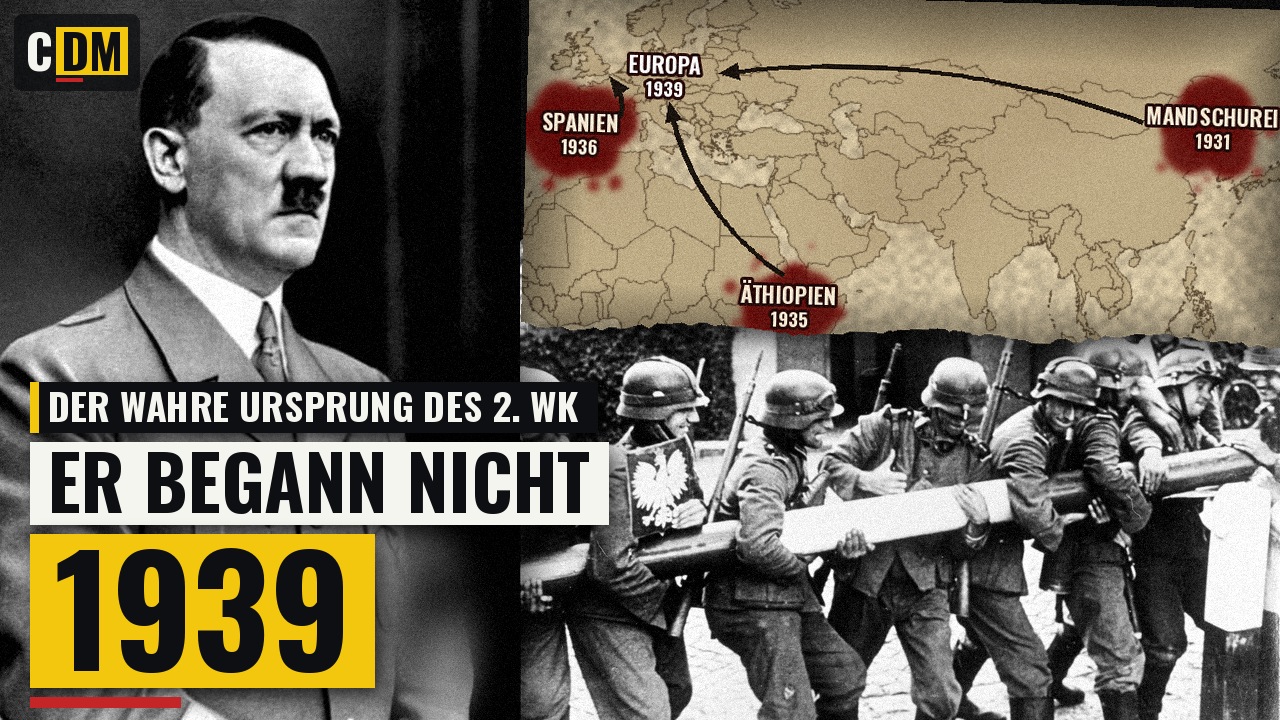 CDM
EUROPA
1939
SPANIEN
1936
MANDSCHUREI
1931
ÄTHIOPIEN
1935
DER WAHRE URSPRUNG DES 2. WK
ER BEGANN NICHT
1939